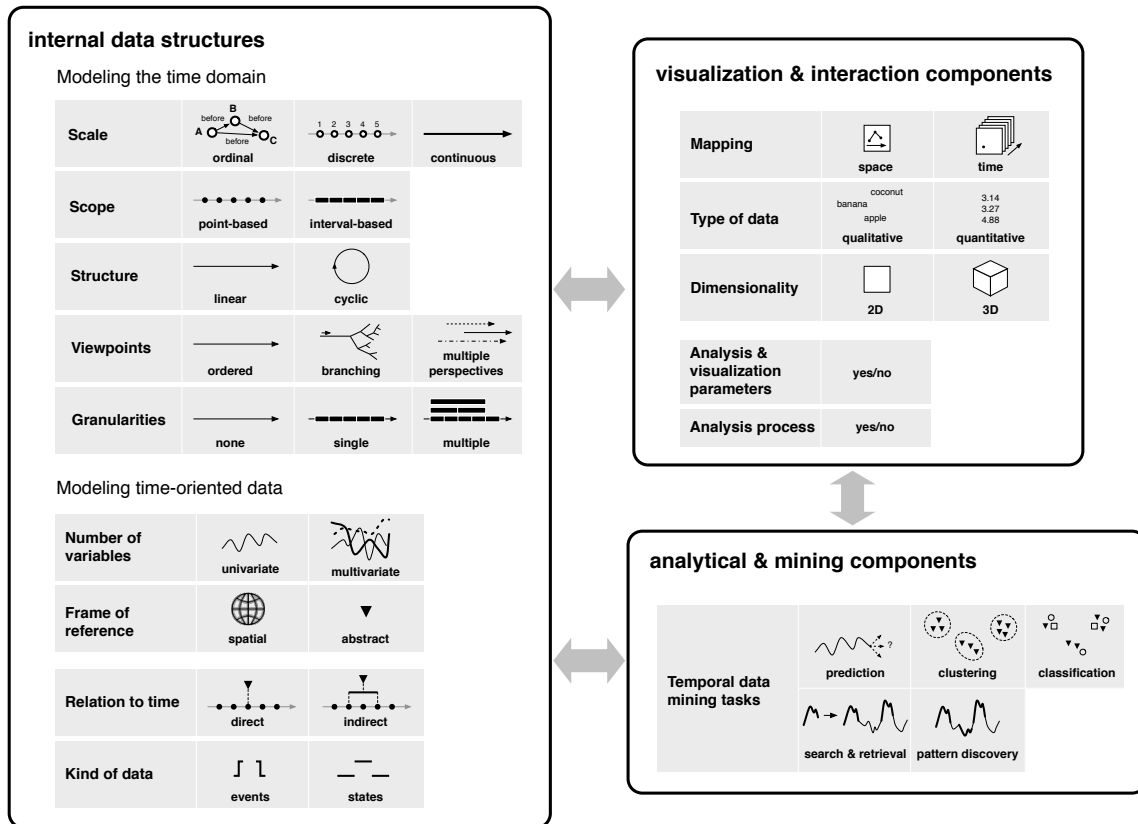 internal data structures
Modeling the time domain
Scale
A
B
C
before
before
before
ordinal
1 2 3 4 5
discrete
continuous
Scope
point-based
interval-based
Structure
linear
cyclic
Viewpoints
ordered
branching
multiple
perspectives
Granularities
none
single
multiple
Modeling time-oriented data
Number of
variables
univariate
multivariate
Frame of
reference
spatial
abstract
Relation to time
direct
indirect
Kind of data
events
states
visualization & interaction components
Mapping
space
time
Type of data
coconut
banana
apple
qualitative
3.14
3.27
4.88
quantitative
Dimensionality
2D
3D
Analysis &
visualization
parameters
yes/no
Analysis process
yes/no
analytical & mining components
Temporal data
mining tasks
?
prediction
clustering
classification
search & retrieval
pattern discovery